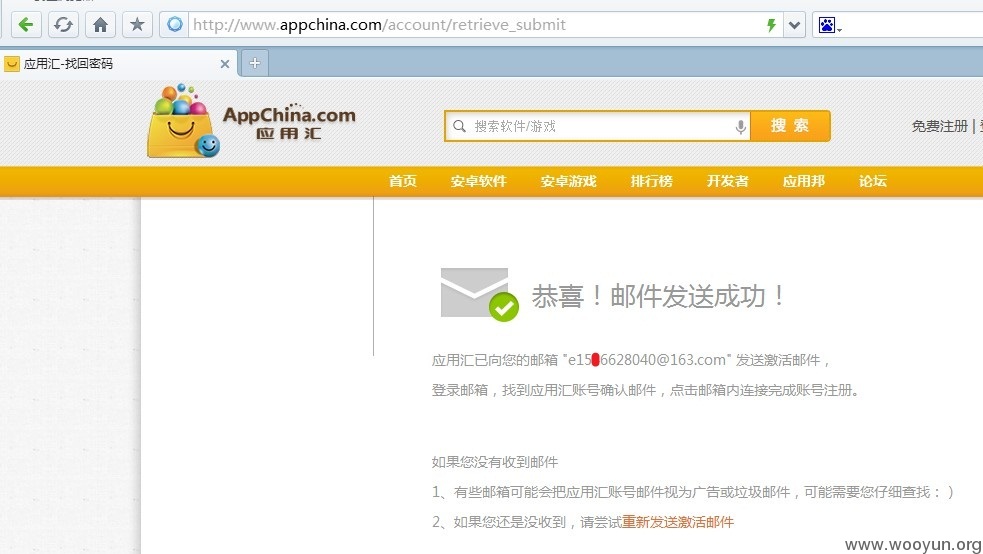 http://www.appchina.com/account/retrieve_submit
应用汇-找回密码
AppChina.com
应用汇
搜索软件/游戏
搜 索
免费注册 |
首页 安卓软件 安卓游戏 排行榜 开发者 应用邦 论坛
恭喜！邮件发送成功！
应用汇已向您的邮箱 "e15 6628040@163.com" 发送激活邮件，
登录邮箱，找到应用汇账号确认邮件，点击邮箱内连接完成账号注册。
如果您没有收到邮件
1、有些邮箱可能会把应用汇账号邮件视为广告或垃圾邮件，可能需要您仔细查找：）
2、如果您还是没收到，请尝试重新发送激活邮件
www.wooyun.org